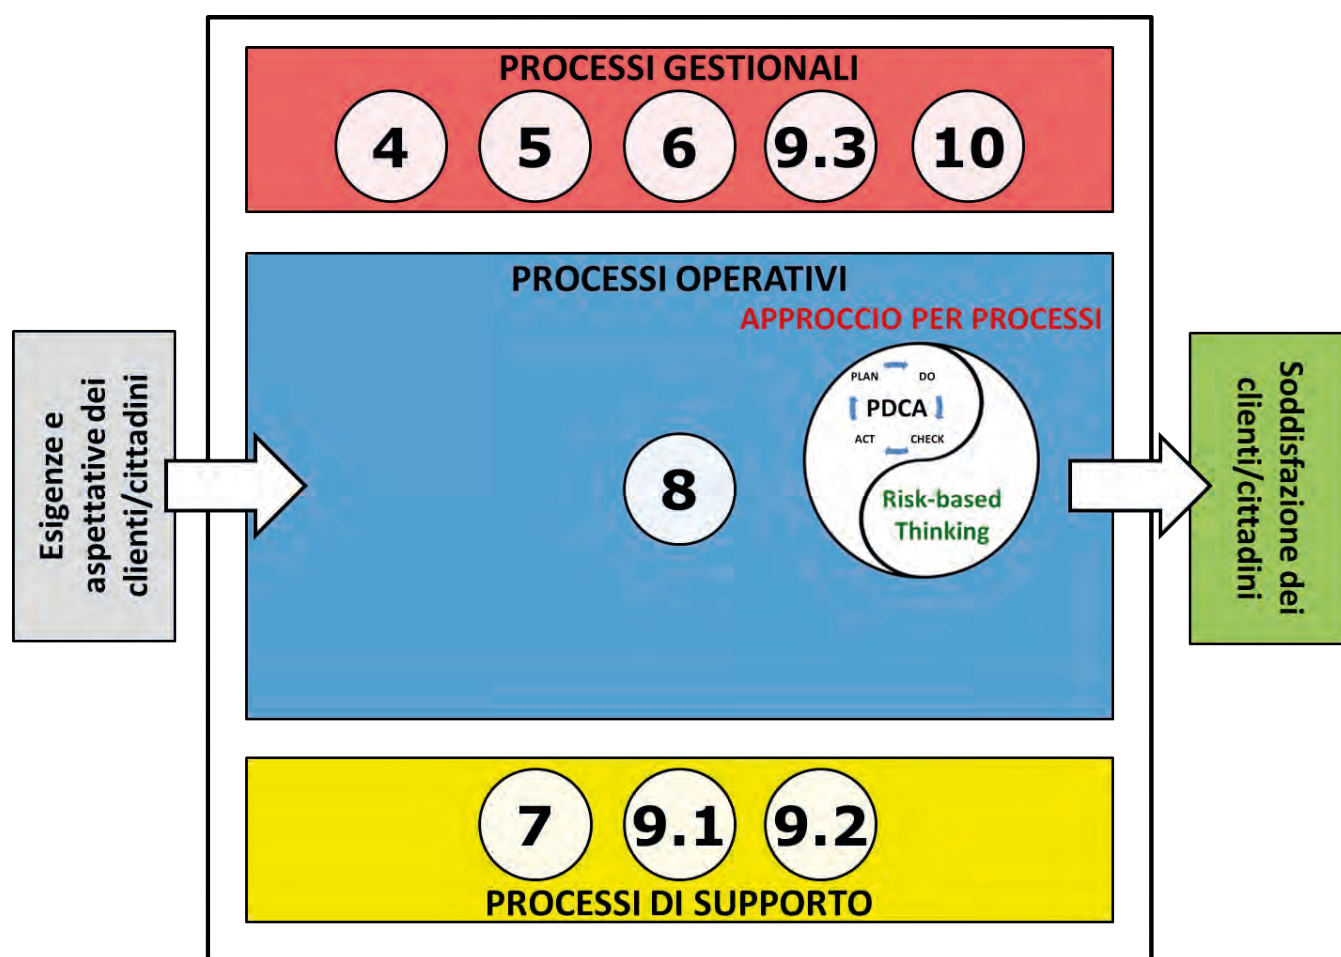 PROCESSI GESTIONALI
4 5 6 9.3 10
PROCESSI OPERATIVI
APPROCCIO PER PROCESSI
Esigenze e
aspettative dei
clienti/cittadini
PLAN DO
PDCA
ACT CHECK
8
Risk-based
Thinking
Soddisfazione dei
clienti/cittadini
7 9.1 9.2
PROCESSI DI SUPPORTO